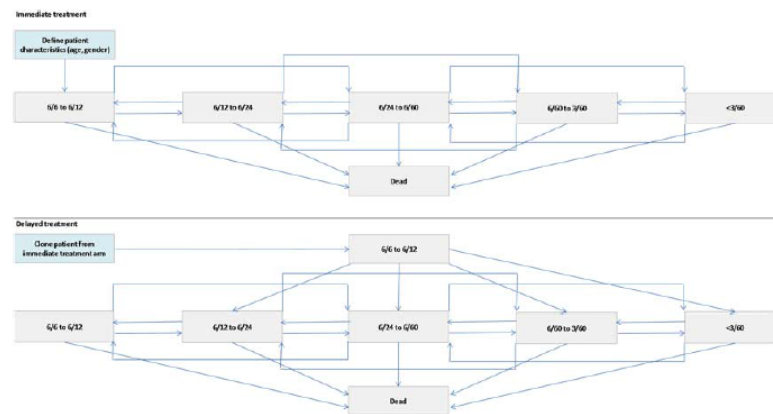 Immediate treatment
Define patient
characteristics (age, gender)
6/6 to 6/12
6/12 to 6/24
6/24 to 6/60
6/60 to 3/60
<3/60
Dead
Delayed treatment
Clone patient from
immediate treatment arm
6/6 to 6/12
6/6 to 6/12
6/12 to 6/24
6/24 to 6/60
6/60 to 3/60
<3/60
Dead